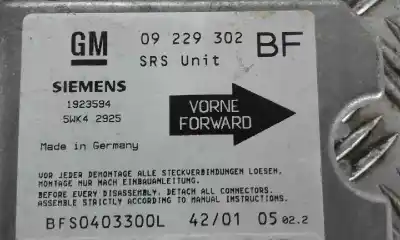 GM 09 229 302 BF
SRS Unit
SIEMENS
1923594
5WK4 2925
VORNE
FORWARD
Made in Germany
VOR JEDER DEMONTAGE ALLE STECKVERBINDUNGEN LOESEN,
MONTAGE NUR MACH EINBAUANLEITUNG.
BEFORE EVERY DISASSEMBLY, DETACH ALL CONNECTORS.
ASSEMBLE STRICTLY ACCORDING TO MANUAL INSTRUCTIONS.
BFS0403300L 42/01 05 02.2